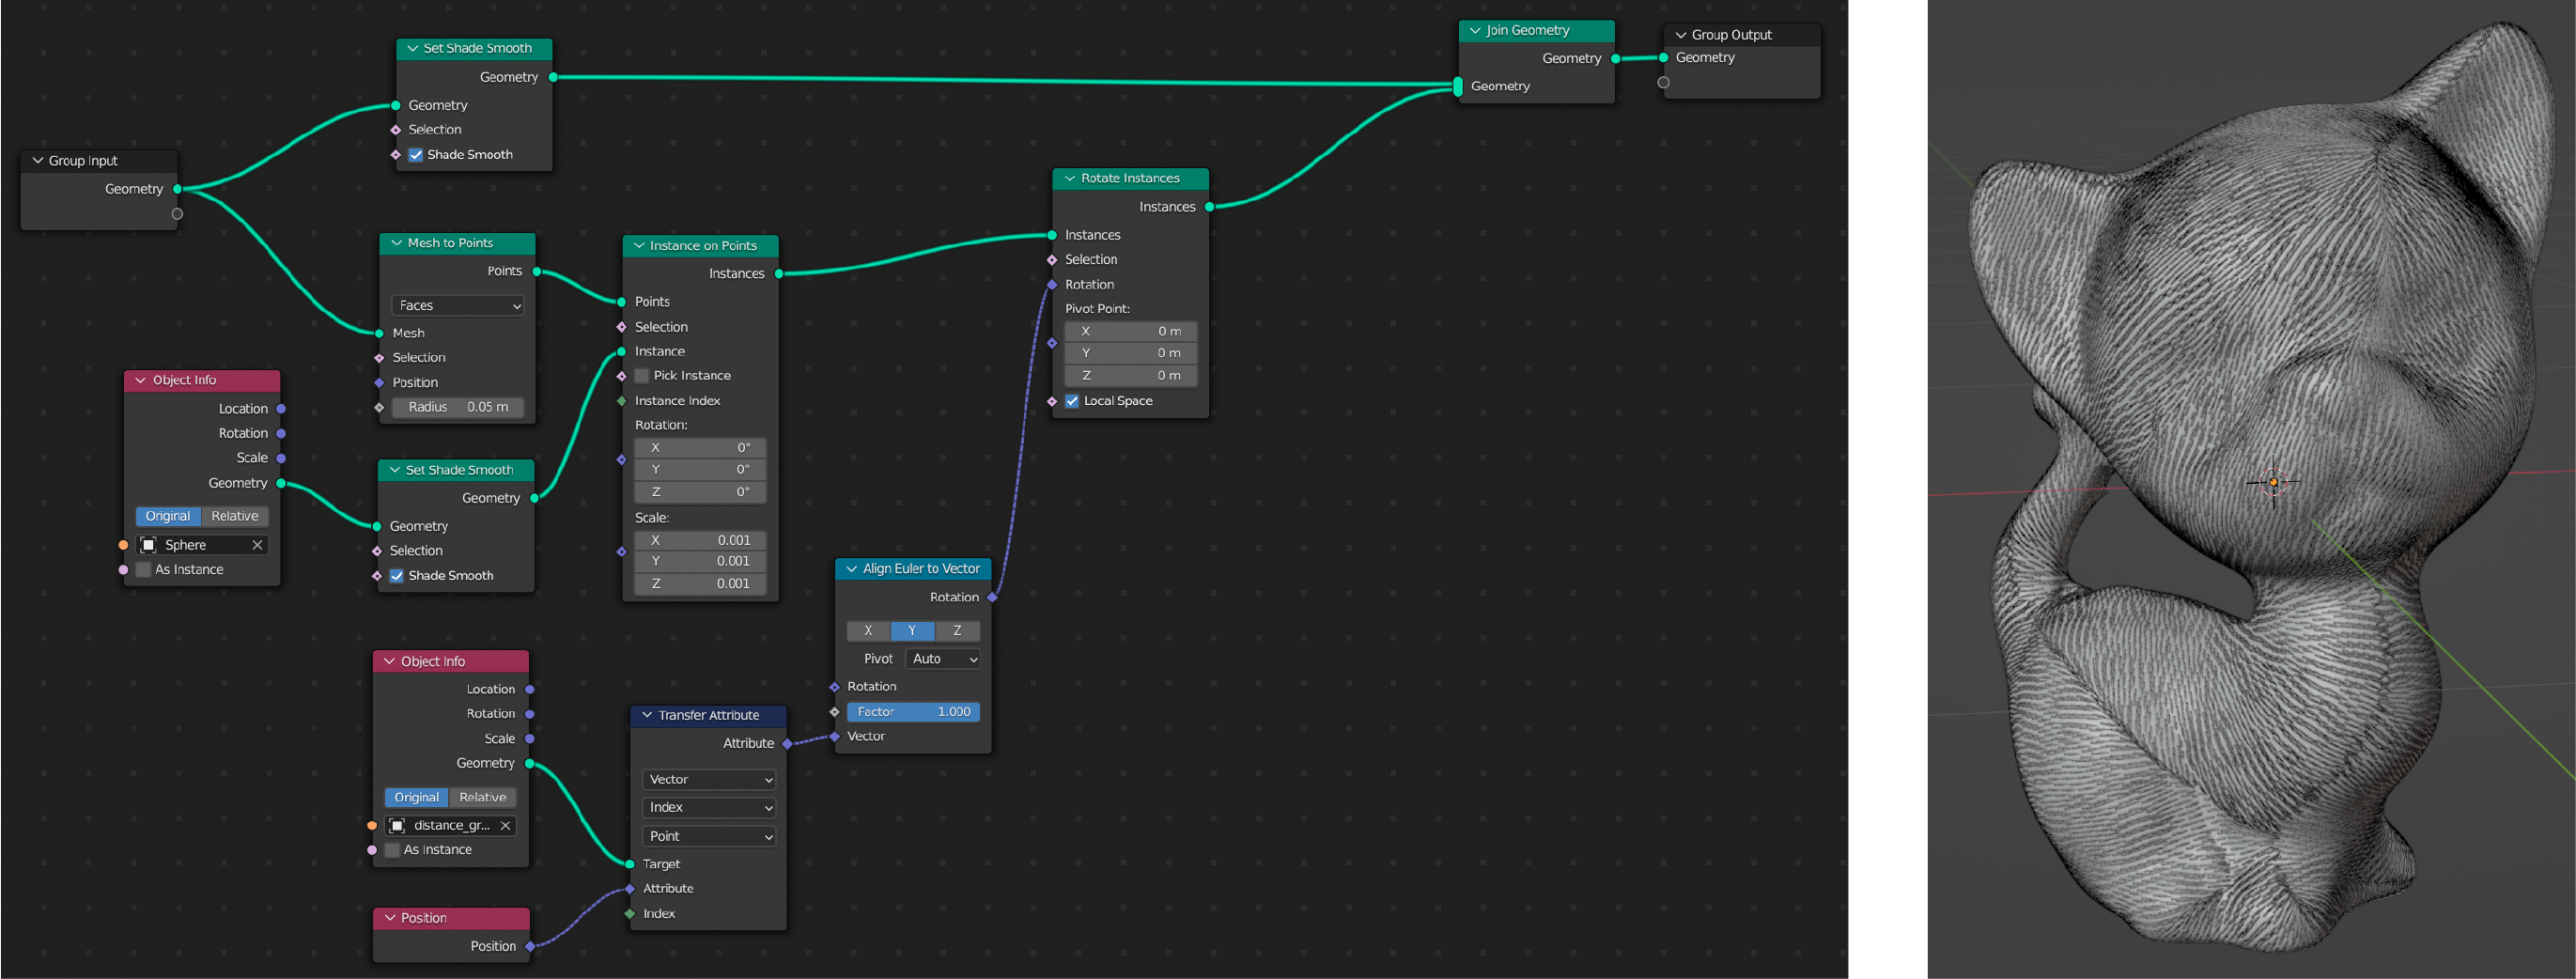 Group Input
Geometry
Set Shade Smooth
Geometry
Geometry
Selection
Shade Smooth
Mesh to Points
Points
Faces
Mesh
Selection
Position
Radius 0.05 m
Object Info
Location
Rotation
Scale
Geometry
Original Relative
Sphere
As Instance
Set Shade Smooth
Geometry
Geometry
Selection
Shade Smooth
Instance on Points
Instances
Points
Selection
Instance
Pick Instance
Instance Index
Rotation:
X 0°
Y 0°
Z 0°
Scale:
X 0.001
Y 0.001
Z 0.001
Object Info
Location
Rotation
Scale
Geometry
Original Relative
distance_gr...
As Instance
Position
Position
Transfer Attribute
Attribute
Vector
Index
Point
Target
Attribute
Index
Align Euler to Vector
Rotation
X Y Z
Pivot Auto
Rotation
Factor 1.000
Vector
Rotate Instances
Instances
Instances
Selection
Rotation
Pivot Point:
X 0 m
Y 0 m
Z 0 m
Local Space
Join Geometry
Geometry
Geometry
Group Output
Geometry